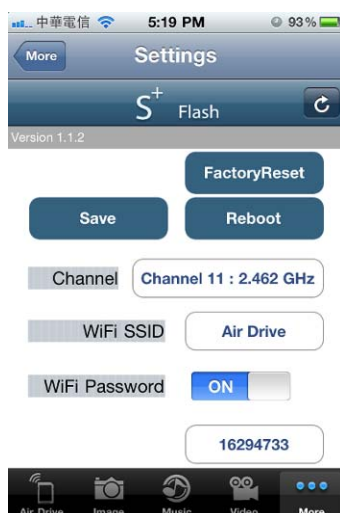 中華電信 5:19 PM 93%
More Settings
S+ Flash
Version 1.1.2
FactoryReset
Save Reboot
Channel Channel 11 : 2.462 GHz
WiFi SSID Air Drive
WiFi Password ON
16294733
Air Drive Image Music Video More